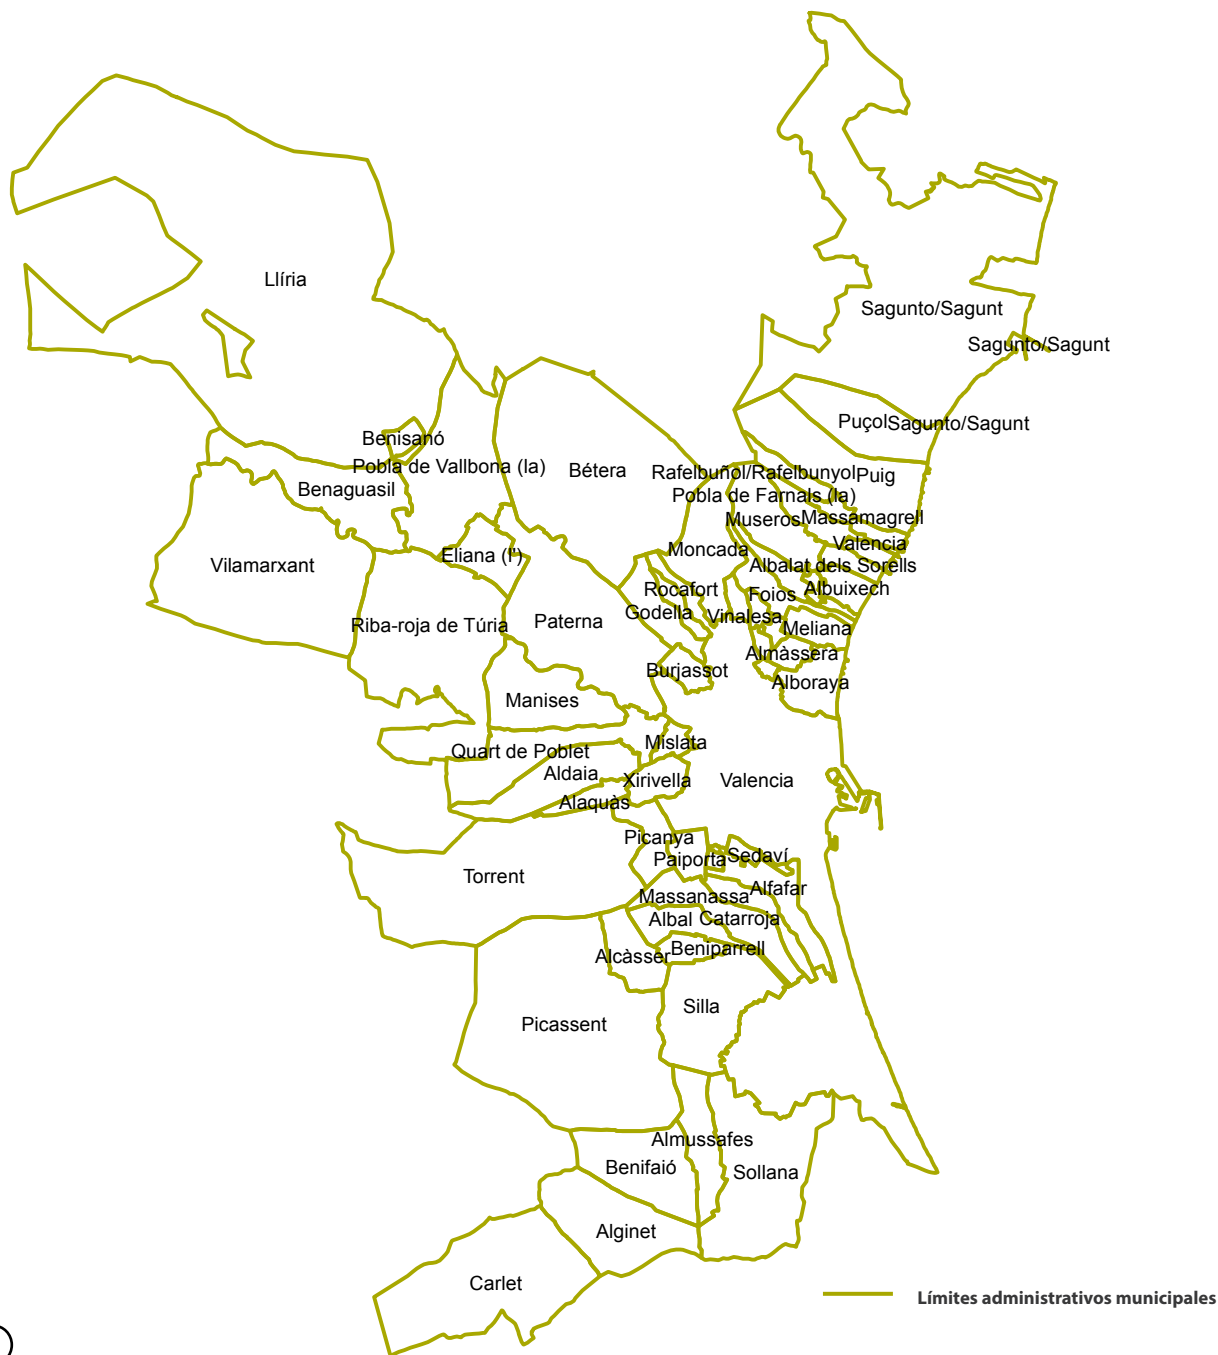 Llíria
Sagunto/Sagunt
Sagunto/Sagunt
Puçol
Sagunto/Sagunt
Benisanó
Pobla de Vallbona (la)
Bétera
Rafelbuñol/Rafelbunyol
Puig
Benaguasil
Pobla de Farnals (la)
Museros
Massamagrell
Valencia
Moncada
Eliana (l')
Vilamarxant
Albalat dels Sorells
Rocafort
Foios
Albuixech
Godella
Vinalesa
Riba-roja de Túria
Paterna
Meliana
Almàssera
Burjassot
Alboraya
Manises
Mislata
Quart de Poblet
Aldaia
Xirivella
Valencia
Alaquàs
Picanya
Paiporta
Sedaví
Torrent
Massanassa
Alfafar
Albal
Catarroja
Alcàsser
Beniparrell
Silla
Picassent
Almussafes
Benifaió
Sollana
Alginet
Carlet
Límites administrativos municipales